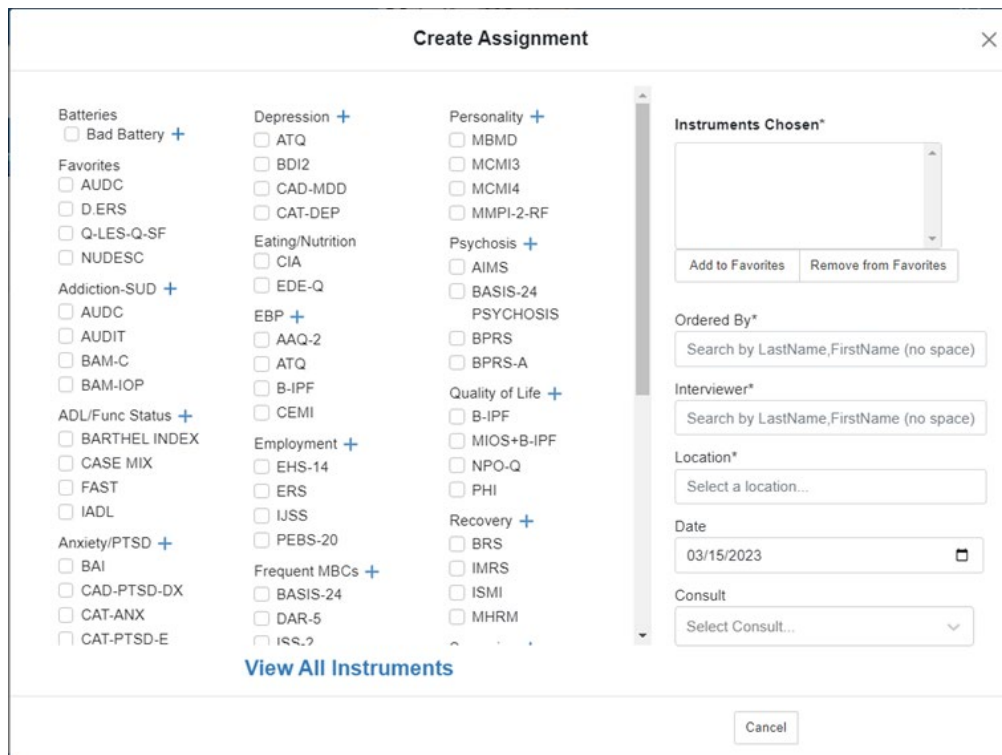 Create Assignment
Batteries
Bad Battery +
Favorites
AUDC
D.ERS
Q-LES-Q-SF
NUDESC
Addiction-SUD +
AUDC
AUDIT
BAM-C
BAM-IOP
ADL/Func Status +
BARTHEL INDEX
CASE MIX
FAST
IADL
Anxiety/PTSD +
BAI
CAD-PTSD-DX
CAT-ANX
CAT-PTSD-E
Depression +
ATQ
BDI2
CAD-MDD
CAT-DEP
Eating/Nutrition
CIA
EDE-Q
EBP +
AAQ-2
ATQ
B-IPF
CEMI
Employment +
EHS-14
ERS
IJSS
PEBS-20
Frequent MBCs +
BASIS-24
DAR-5
ISS-2
Personality +
MBMD
MCMI3
MCMI4
MMPI-2-RF
Psychosis +
AIMS
BASIS-24
PSYCHOSIS
BPRS
BPRS-A
Quality of Life +
B-IPF
MIOS+B-IPF
NPO-Q
PHI
Recovery +
BRS
IMRS
ISMI
MHRM
View All Instruments
Instruments Chosen*
Add to Favorites
Remove from Favorites
Ordered By*
Search by LastName,FirstName (no space)
Interviewer*
Search by LastName,FirstName (no space)
Location*
Select a location...
Date
03/15/2023
Consult
Select Consult...
Cancel